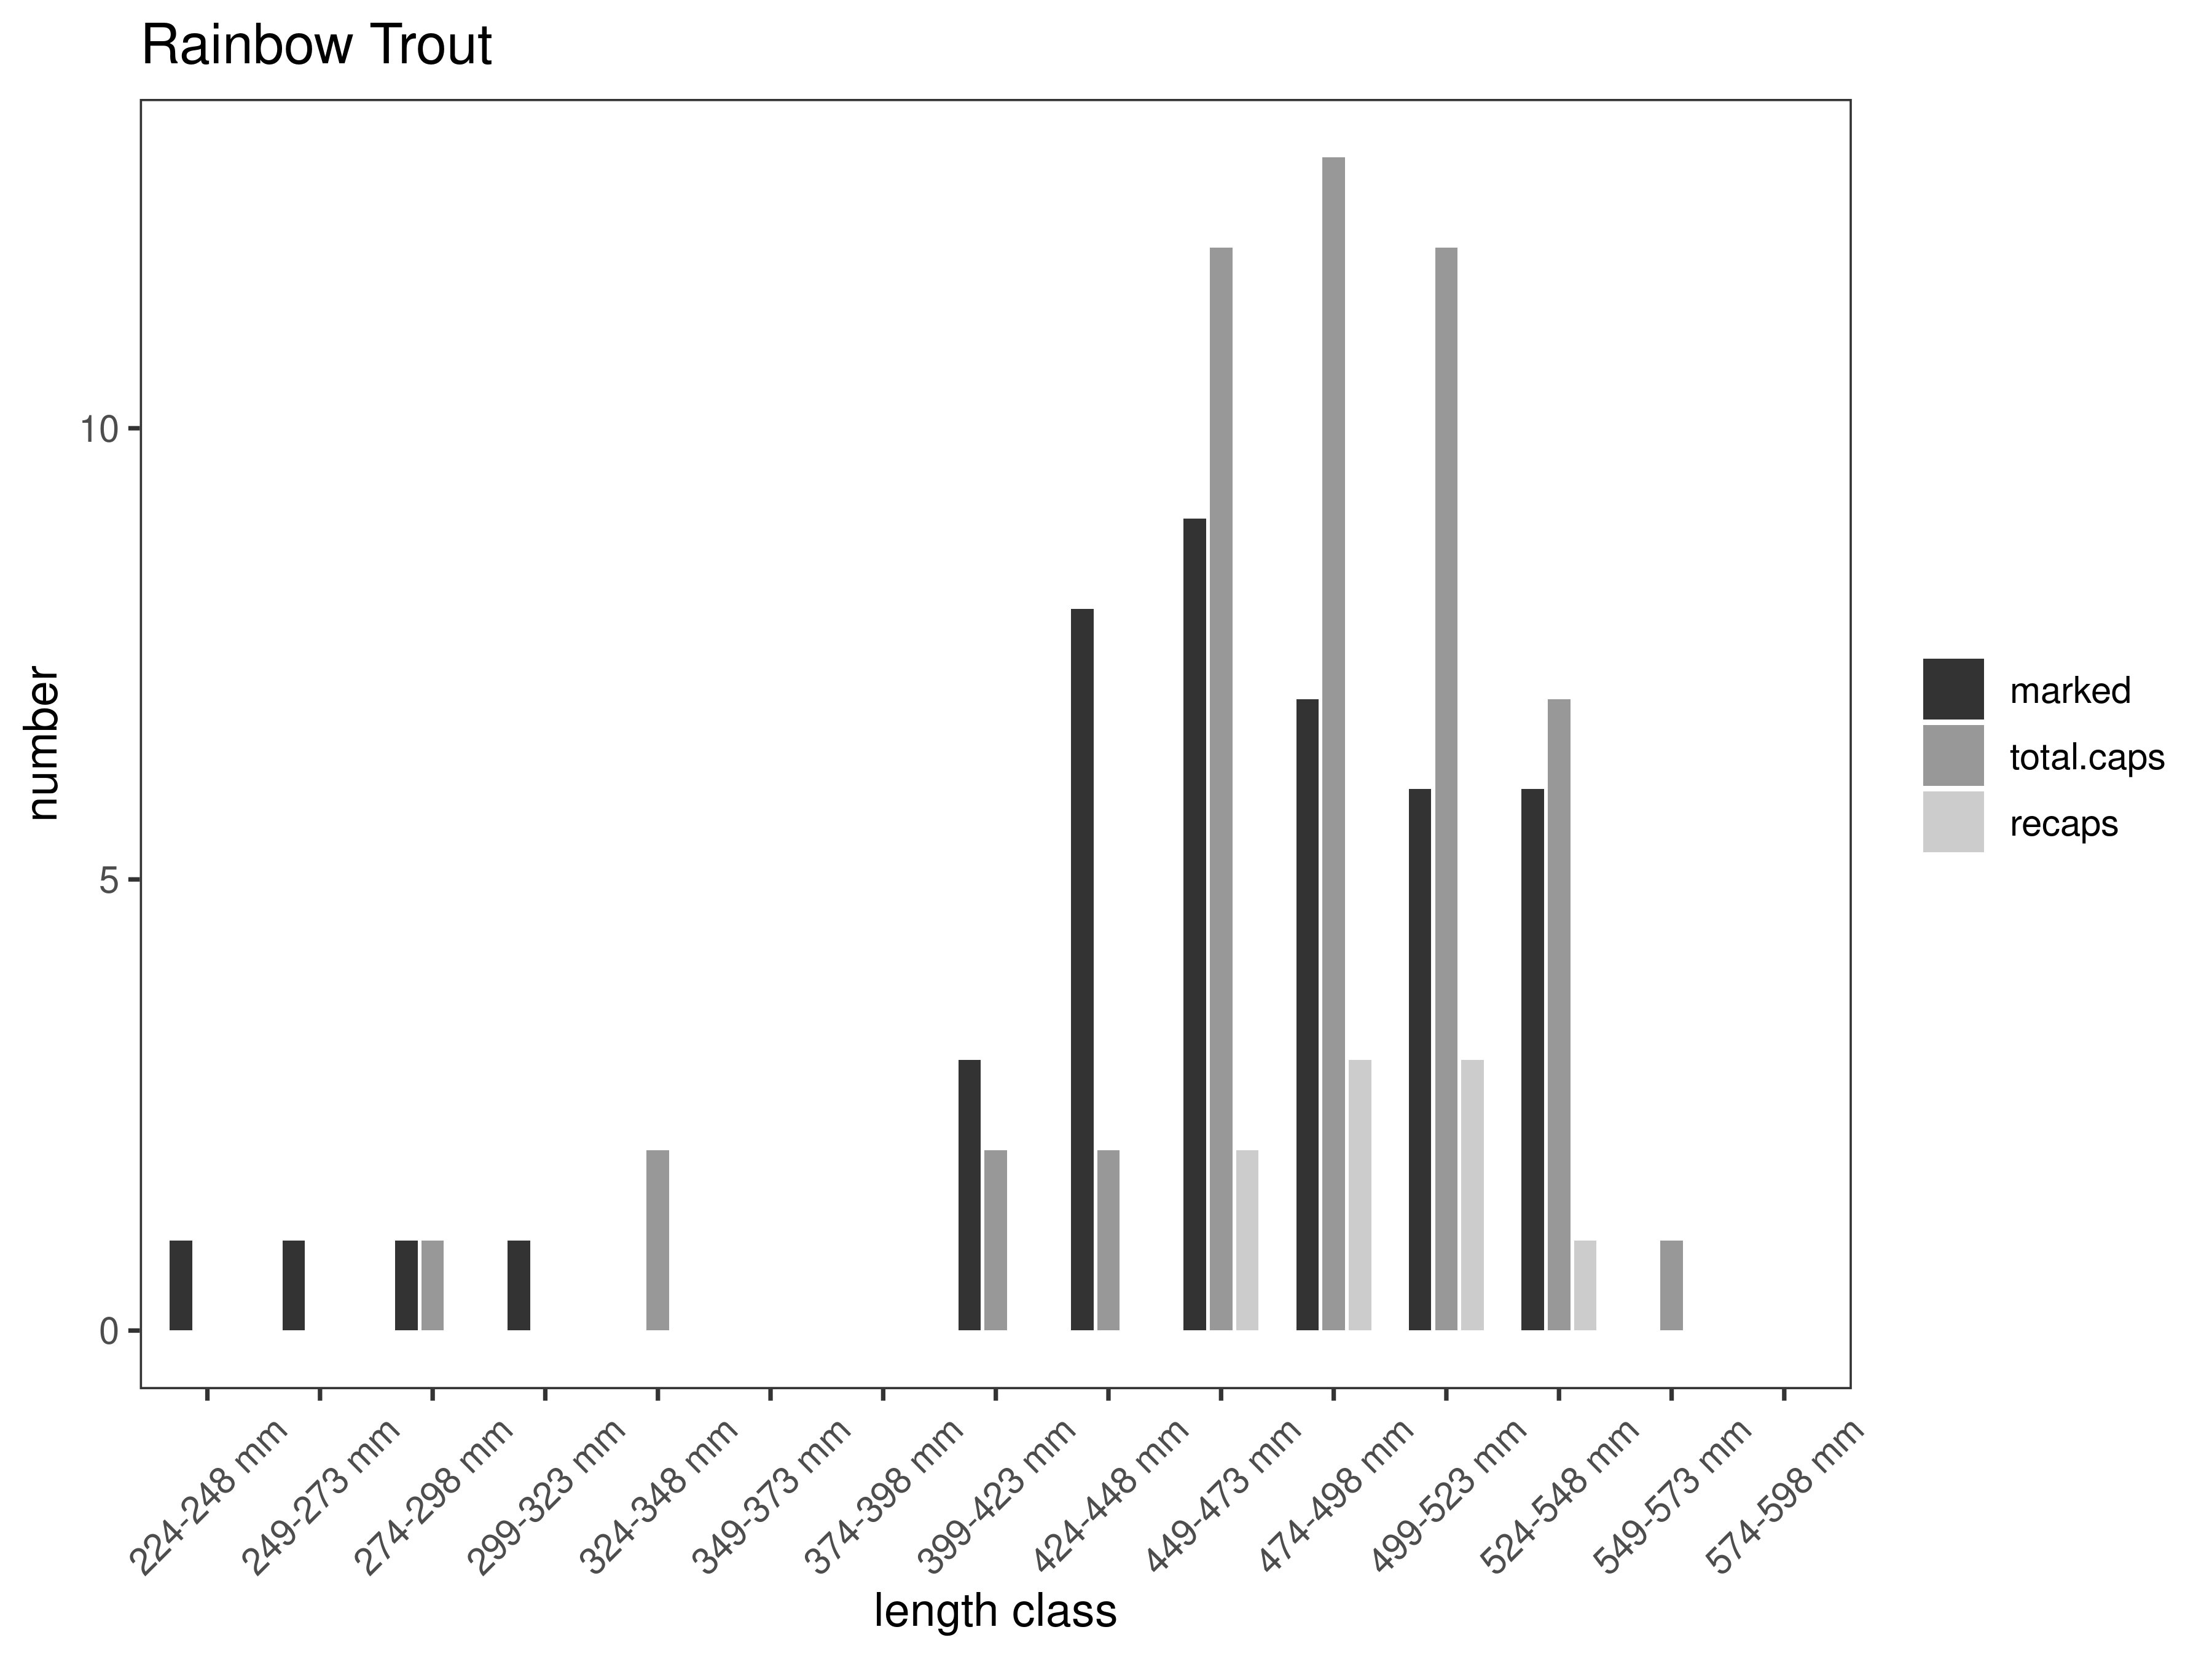 Rainbow Trout
number
10
5
0
224-248 mm
249-273 mm
274-298 mm
299-323 mm
324-348 mm
349-373 mm
374-398 mm
399-423 mm
424-448 mm
449-473 mm
474-498 mm
499-523 mm
524-548 mm
549-573 mm
574-598 mm
length class
marked
total.caps
recaps